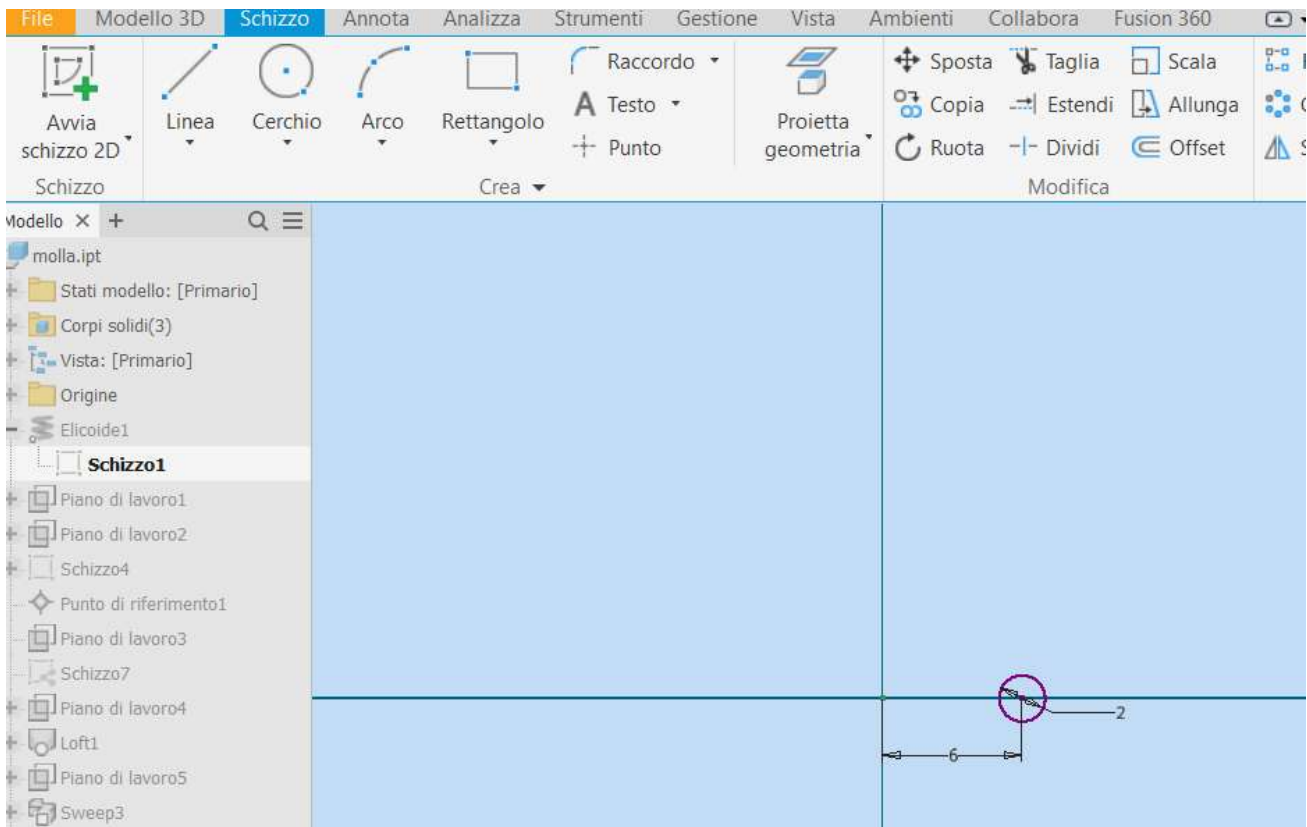 File Modello 3D Schizzo Annota Analizza Strumenti Gestione Vista Ambienti Collabora Fusion 360
Avvia schizzo 2D
Linea
Cerchio
Arco
Rettangolo
Raccordo
Testo
Punto
Proietta geometria
Sposta
Taglia
Scala
Copia
Estendi
Allunga
Ruota
Dividi
Offset
Schizzo
Crea
Modifica
Modello
molla.ipt
Stati modello: [Primario]
Corpi solidi(3)
Vista: [Primario]
Origine
Elicoide1
Schizzo1
Piano di lavoro1
Piano di lavoro2
Schizzo4
Punto di riferimento1
Piano di lavoro3
Schizzo7
Piano di lavoro4
Loft1
Piano di lavoro5
Sweep3
2
6